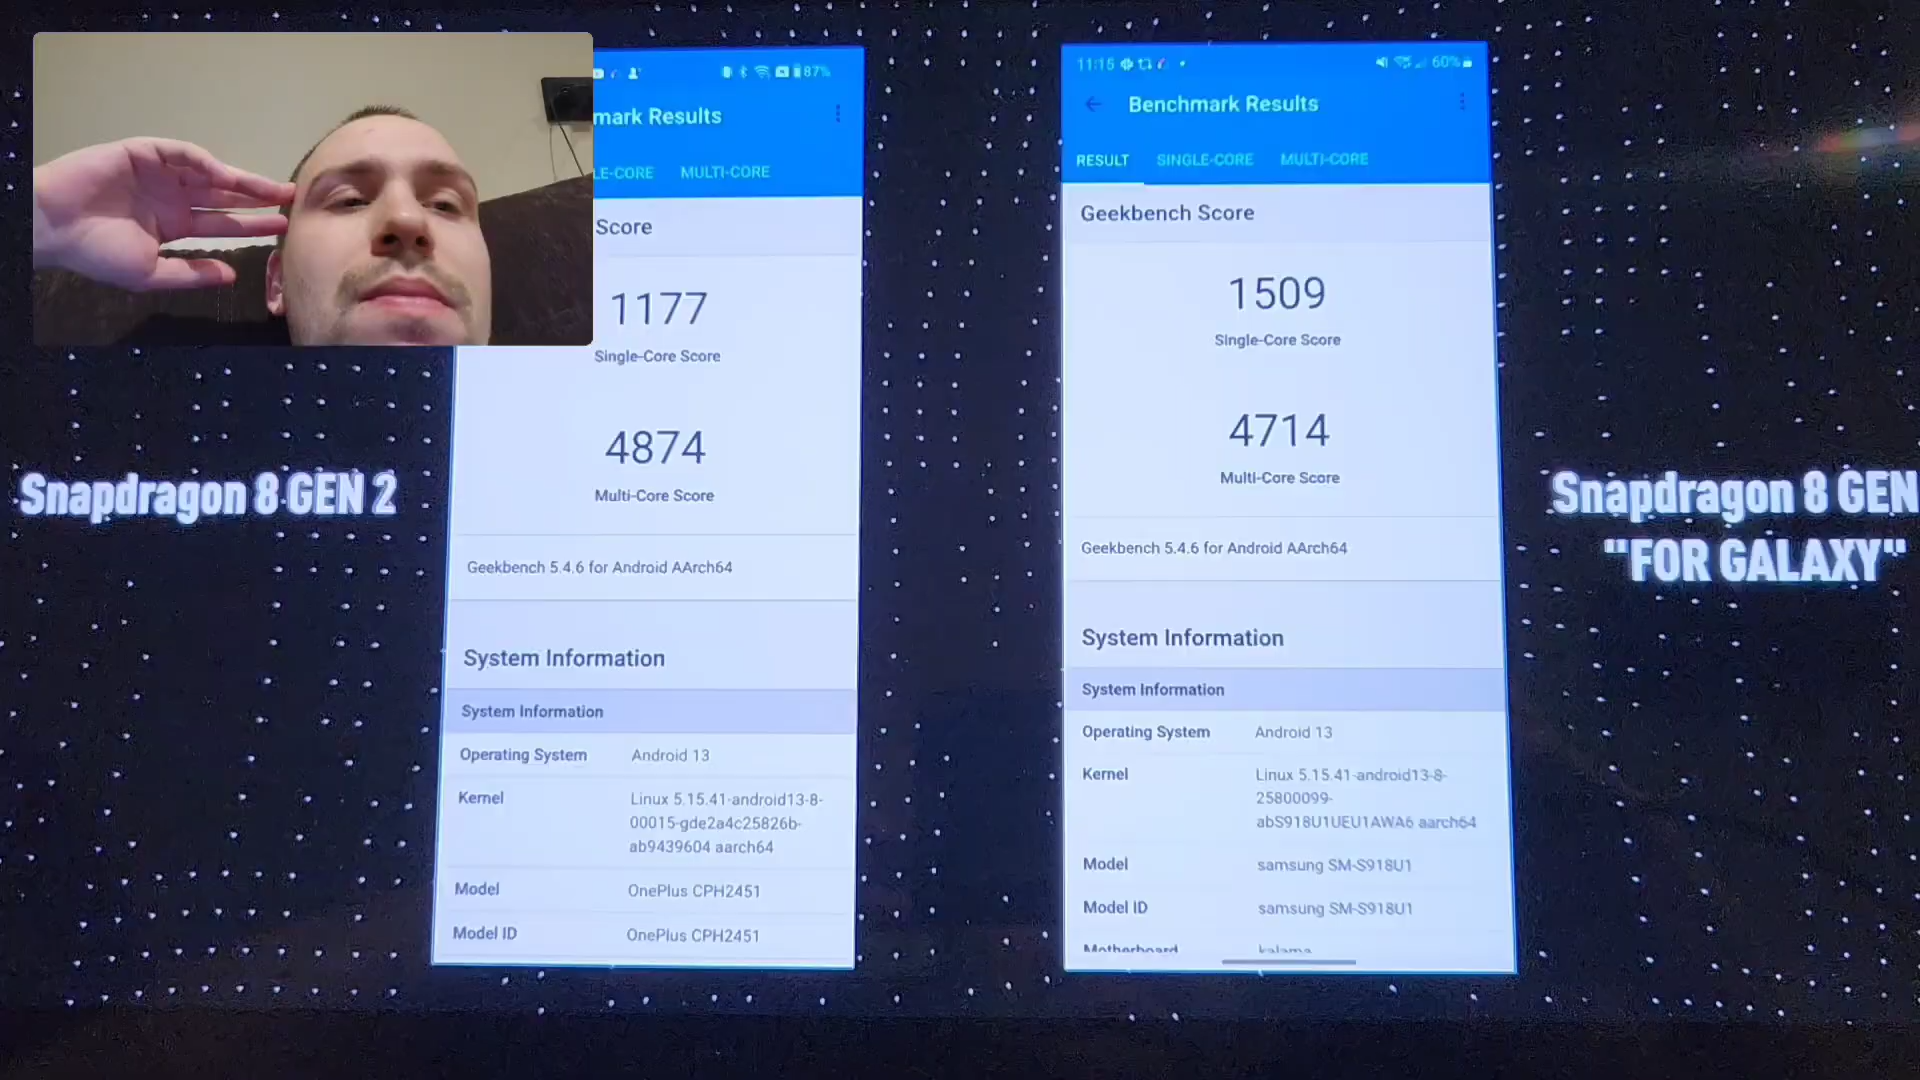 87%
mark Results
LE-CORE MULTI-CORE
Score
1177
Single-Core Score
4874
Multi-Core Score
Geekbench 5.4.6 for Android AArch64
System Information
System Information
Operating System Android 13
Kernel Linux 5.15.41-android13-8-
00015-gde2a4c25826b-
ab9439604 aarch64
Model OnePlus CPH2451
Model ID OnePlus CPH2451
Snapdragon 8 GEN 2
11:15 60%
Benchmark Results
RESULT SINGLE-CORE MULTI-CORE
Geekbench Score
1509
Single-Core Score
4714
Multi-Core Score
Geekbench 5.4.6 for Android AArch64
System Information
System Information
Operating System Android 13
Kernel Linux 5.15.41-android13-8-
25800099-
abS918U1UEU1AWA6 aarch64
Model samsung SM-S918U1
Model ID samsung SM-S918U1
Motherboard kalama
Snapdragon 8 GEN
"FOR GALAXY"